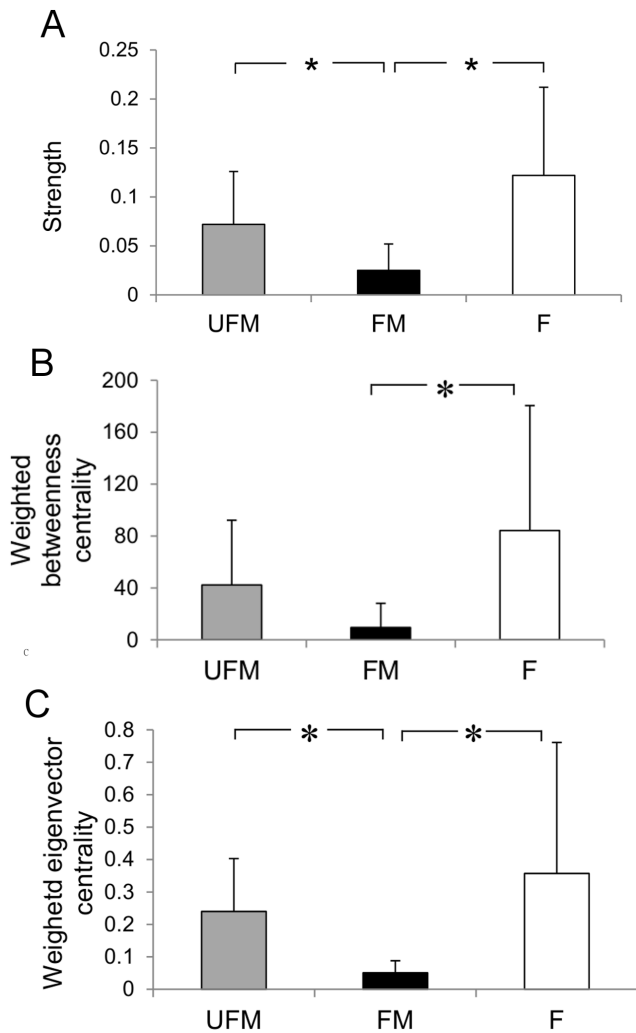 A
Strength
0.25
0.2
0.15
0.1
0.05
0
* *
UFM FM F
B
Weighted
betweenness
centrality
200
160
120
80
40
0
*
UFM FM F
c
C
Weighetd eigenvector
centrality
0.8
0.7
0.6
0.5
0.4
0.3
0.2
0.1
0
* *
UFM FM F